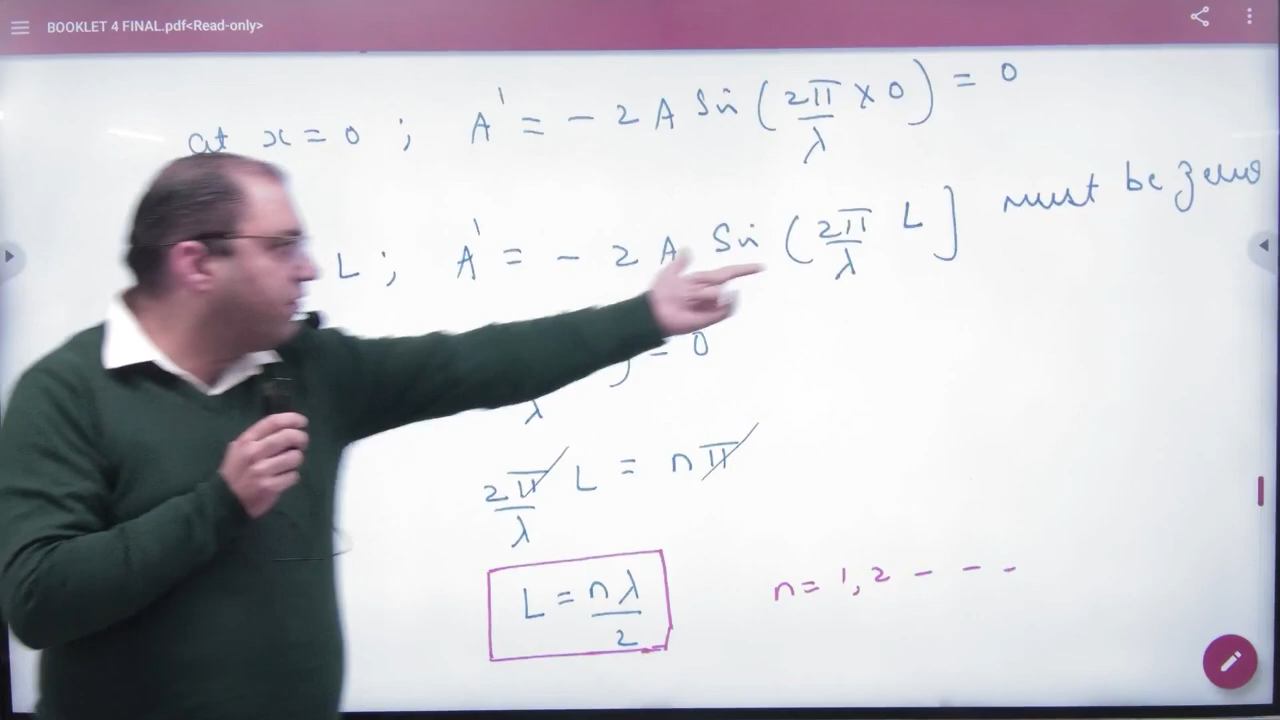 BOOKLET 4 FINAL.pdf<Read-only>
at x = 0 ; A' = - 2 A Sin ( 2π/λ × 0 ) = 0
L ; A' = - 2 A Sin ( 2π/λ L ] must be zero
λ ) = 0
2π/λ L = nπ
L = nλ/2 n = 1, 2 - - -